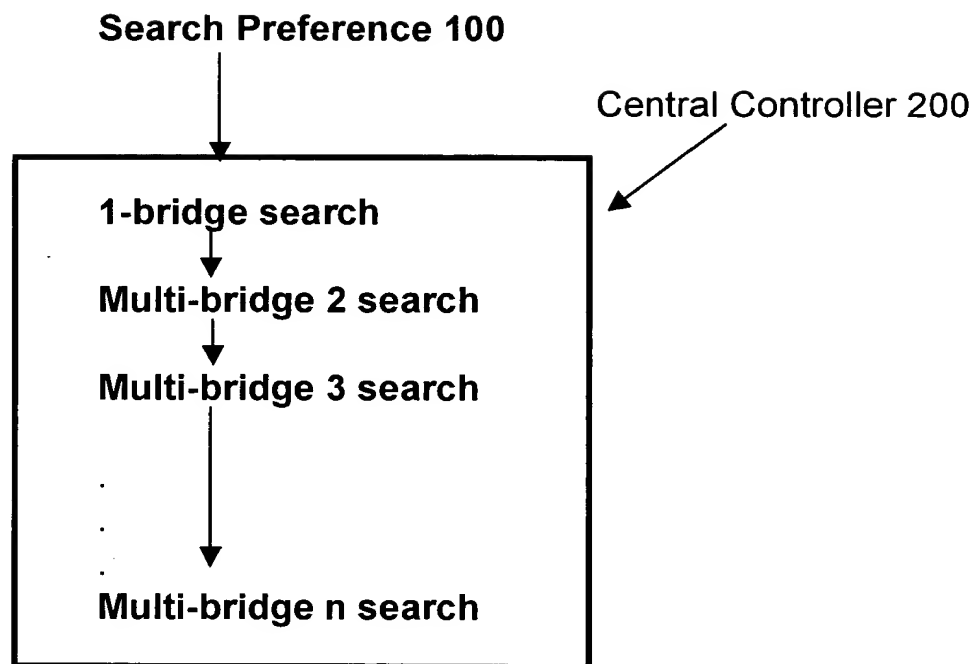 Search Preference 100
Central Controller 200
1-bridge search
Multi-bridge 2 search
Multi-bridge 3 search
.
.
.
Multi-bridge n search